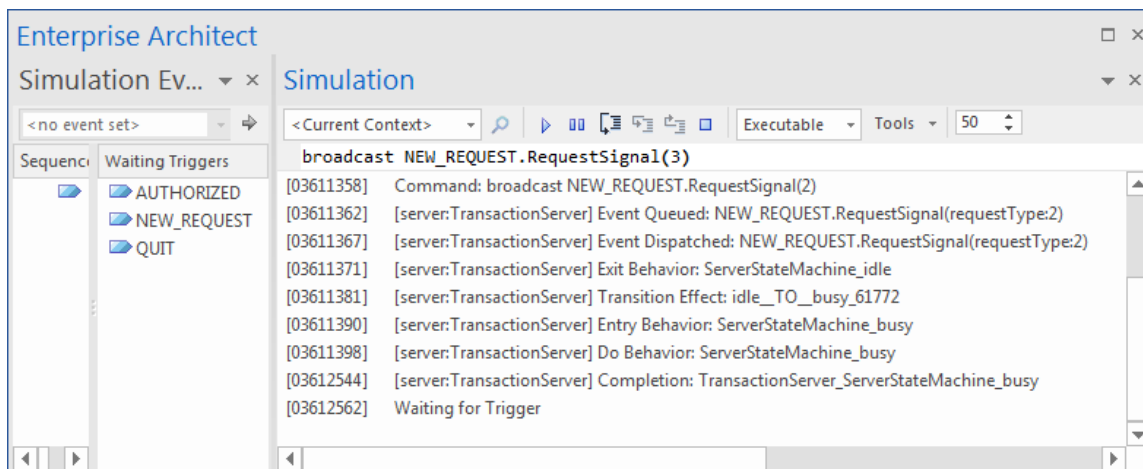 Enterprise Architect
Simulation Ev...
Simulation
<no event set>
<Current Context>
Executable
Tools
50
Sequence
Waiting Triggers
broadcast NEW_REQUEST.RequestSignal(3)
AUTHORIZED
NEW_REQUEST
QUIT
[03611358] Command: broadcast NEW_REQUEST.RequestSignal(2)
[03611362] [server:TransactionServer] Event Queued: NEW_REQUEST.RequestSignal(requestType:2)
[03611367] [server:TransactionServer] Event Dispatched: NEW_REQUEST.RequestSignal(requestType:2)
[03611371] [server:TransactionServer] Exit Behavior: ServerStateMachine_idle
[03611381] [server:TransactionServer] Transition Effect: idle__TO__busy_61772
[03611390] [server:TransactionServer] Entry Behavior: ServerStateMachine_busy
[03611398] [server:TransactionServer] Do Behavior: ServerStateMachine_busy
[03612544] [server:TransactionServer] Completion: TransactionServer_ServerStateMachine_busy
[03612562] Waiting for Trigger